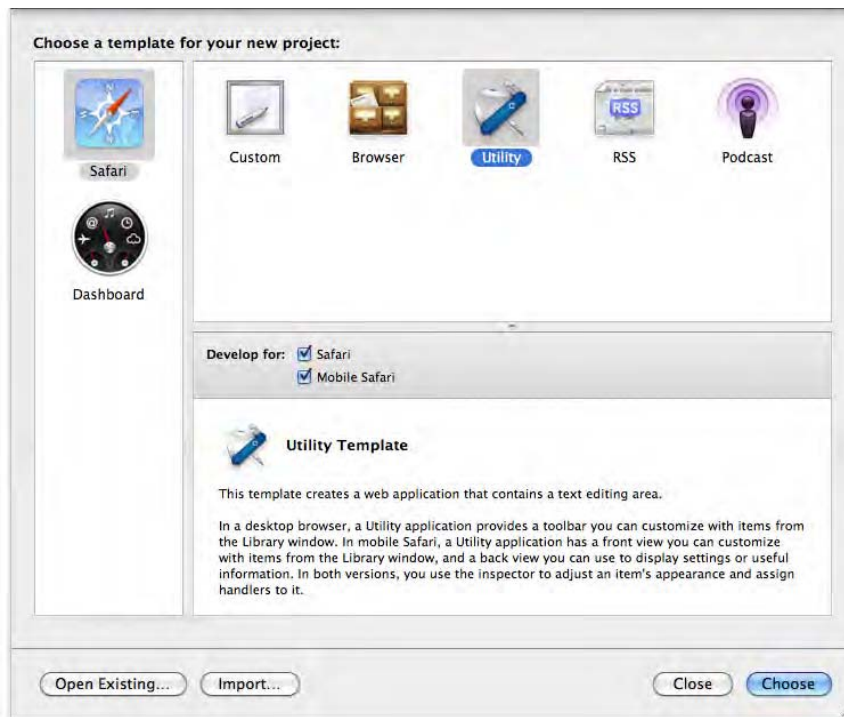 Choose a template for your new project:
Safari
Dashboard
Custom
Browser
Utility
RSS
RSS
Podcast
Develop for: Safari
Mobile Safari
Utility Template
This template creates a web application that contains a text editing area.
In a desktop browser, a Utility application provides a toolbar you can customize with items from
the Library window. In mobile Safari, a Utility application has a front view you can customize
with items from the Library window, and a back view you can use to display settings or useful
information. In both versions, you use the inspector to adjust an item's appearance and assign
handlers to it.
Open Existing...
Import...
Close
Choose